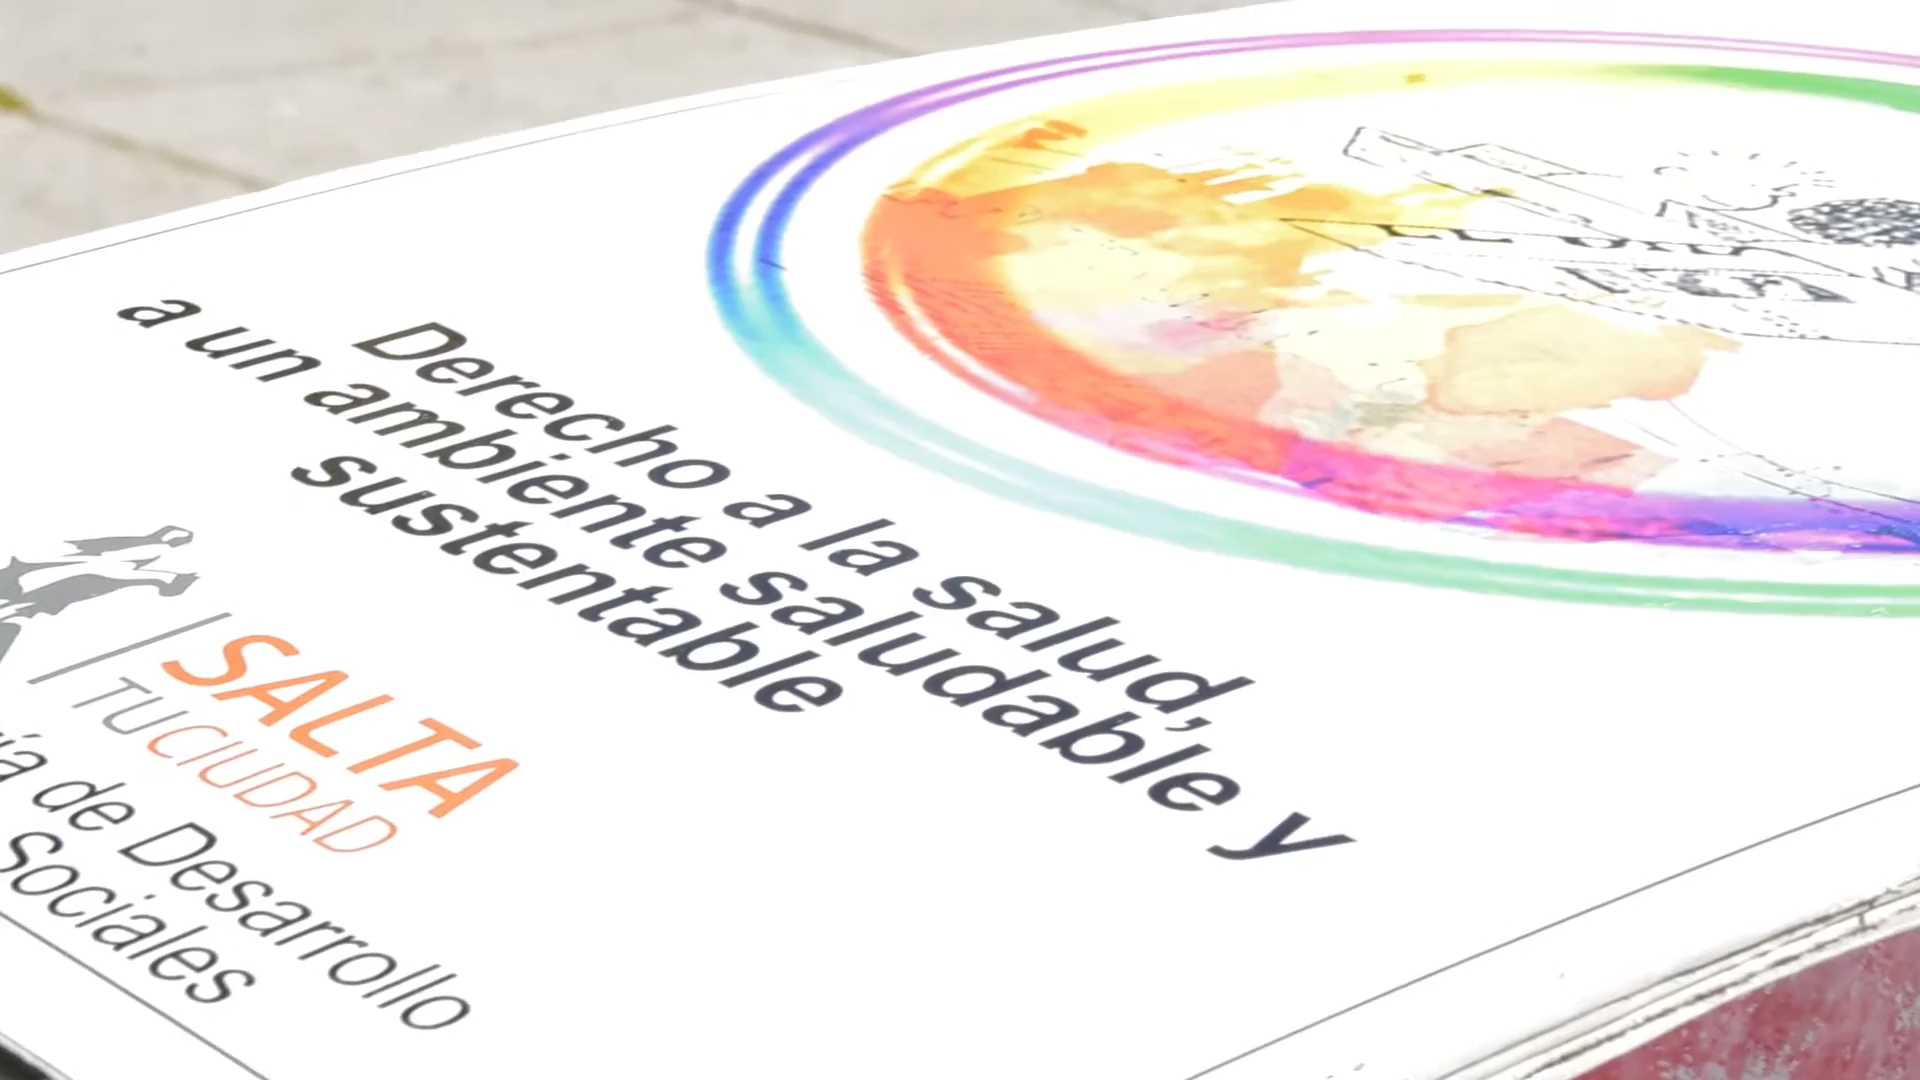 Derecho a la salud,
a un ambiente saludable y
sustentable
SALTA
TUCIUDAD
de Desarrollo
Sociales